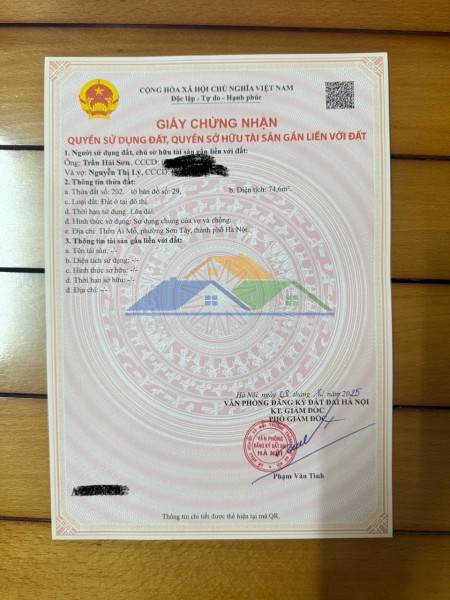 CỘNG HÒA XÃ HỘI CHỦ NGHĨA VIỆT NAM
Độc lập - Tự do - Hạnh phúc
GIẤY CHỨNG NHẬN
QUYỀN SỬ DỤNG ĐẤT, QUYỀN SỞ HỮU TÀI SẢN GẮN LIỀN VỚI ĐẤT
1. Người sử dụng đất, chủ sở hữu tài sản gắn liền với đất:
Ông: Trần Hải Sơn, CCCD:
Và vợ: Nguyễn Thị Lý, CCCD:
2. Thông tin thửa đất:
a. Thửa đất số: 202. tờ bản đồ số: 29, b. Diện tích: 74,6m².
c. Loại đất: Đất ở tại đô thị.
d. Thời hạn sử dụng: Lâu dài.
đ. Hình thức sử dụng: Sử dụng chung của vợ và chồng.
e. Địa chỉ: Thôn Ái Mỗ, phường Sơn Tây, thành phố Hà Nội.
3. Thông tin tài sản gắn liền với đất:
a. Tên tài sản: -/-
b. Diện tích sử dụng: -/-
c. Hình thức sở hữu: -/-
d. Thời hạn sở hữu: -/-
đ. Địa chỉ: -/-
Hà Nội, ngày 08 tháng năm 2025
VĂN PHÒNG ĐĂNG KÝ ĐẤT ĐAI HÀ NỘI
KT. GIÁM ĐỐC
PHÓ GIÁM ĐỐC
VĂN PHÒNG
ĐĂNG KÝ ĐẤT ĐAI
HÀ NỘI
Phạm Văn Tình
Thông tin chi tiết được thể hiện tại mã QR.